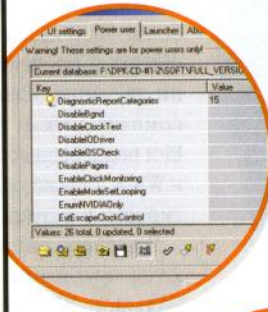 UI settings Power user Launcher Abo
Warning! These settings are for power users only!
Current database: F:\DPK-CD-#1-2\SOFT\FULL_VERSIO
Key Value
DiagnosticReportCategories 15
DisableBgnd
DisableClockTest
DisableIODriver
DisableOSCheck
DisablePages
EnableClockMonitoring
EnableModeSetLooping
EnumNVIDIAOnly
ExtEscapeClockControl
Values: 26 total, 0 updated, 0 selected